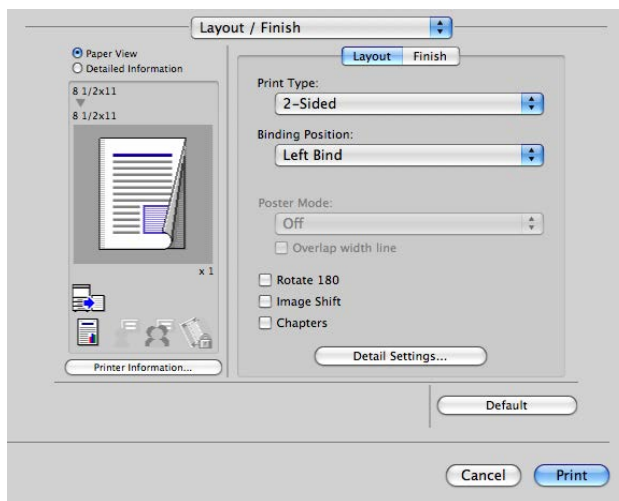 Layout / Finish
Paper View
Detailed Information
8 1/2x11
8 1/2x11
x 1
Printer Information...
Layout Finish
Print Type:
2-Sided
Binding Position:
Left Bind
Poster Mode:
Off
Overlap width line
Rotate 180
Image Shift
Chapters
Detail Settings...
Default
Cancel Print